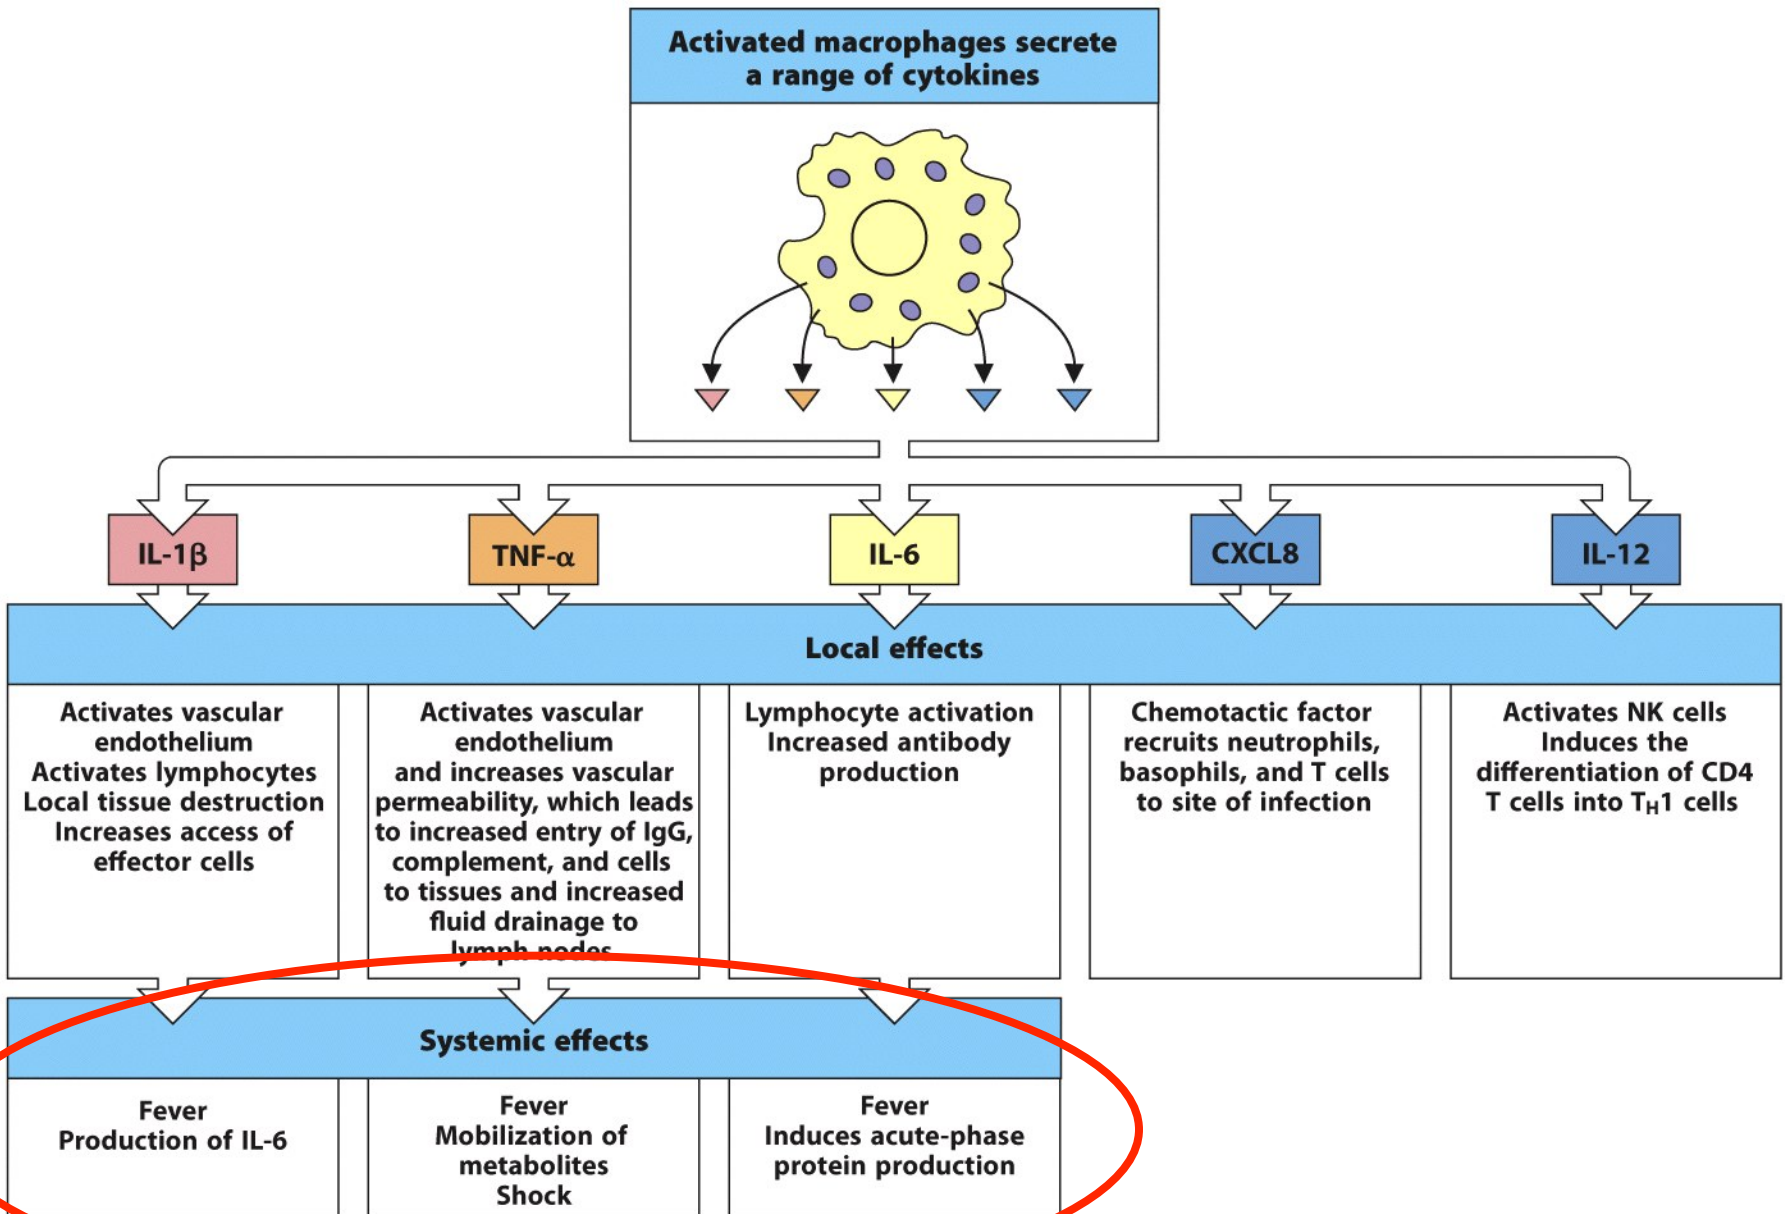 Activated macrophages secrete
a range of cytokines
IL-1β
TNF-α
IL-6
CXCL8
IL-12
Local effects
Activates vascular
endothelium
Activates lymphocytes
Local tissue destruction
Increases access of
effector cells
Activates vascular
endothelium
and increases vascular
permeability, which leads
to increased entry of IgG,
complement, and cells
to tissues and increased
fluid drainage to
lymph nodes
Lymphocyte activation
Increased antibody
production
Chemotactic factor
recruits neutrophils,
basophils, and T cells
to site of infection
Activates NK cells
Induces the
differentiation of CD4
T cells into TH1 cells
Systemic effects
Fever
Production of IL-6
Fever
Mobilization of
metabolites
Shock
Fever
Induces acute-phase
protein production